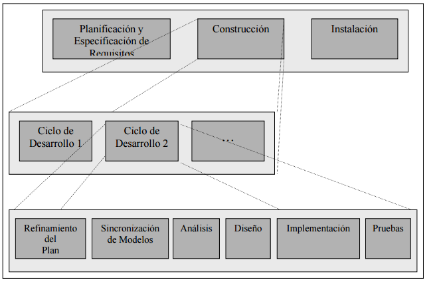 Planificación y
Especificación de
Requisitos
Construcción
Instalación
Ciclo de
Desarrollo 1
Ciclo de
Desarrollo 2
...
Refinamiento
del
Plan
Sincronización
de Modelos
Análisis
Diseño
Implementación
Pruebas